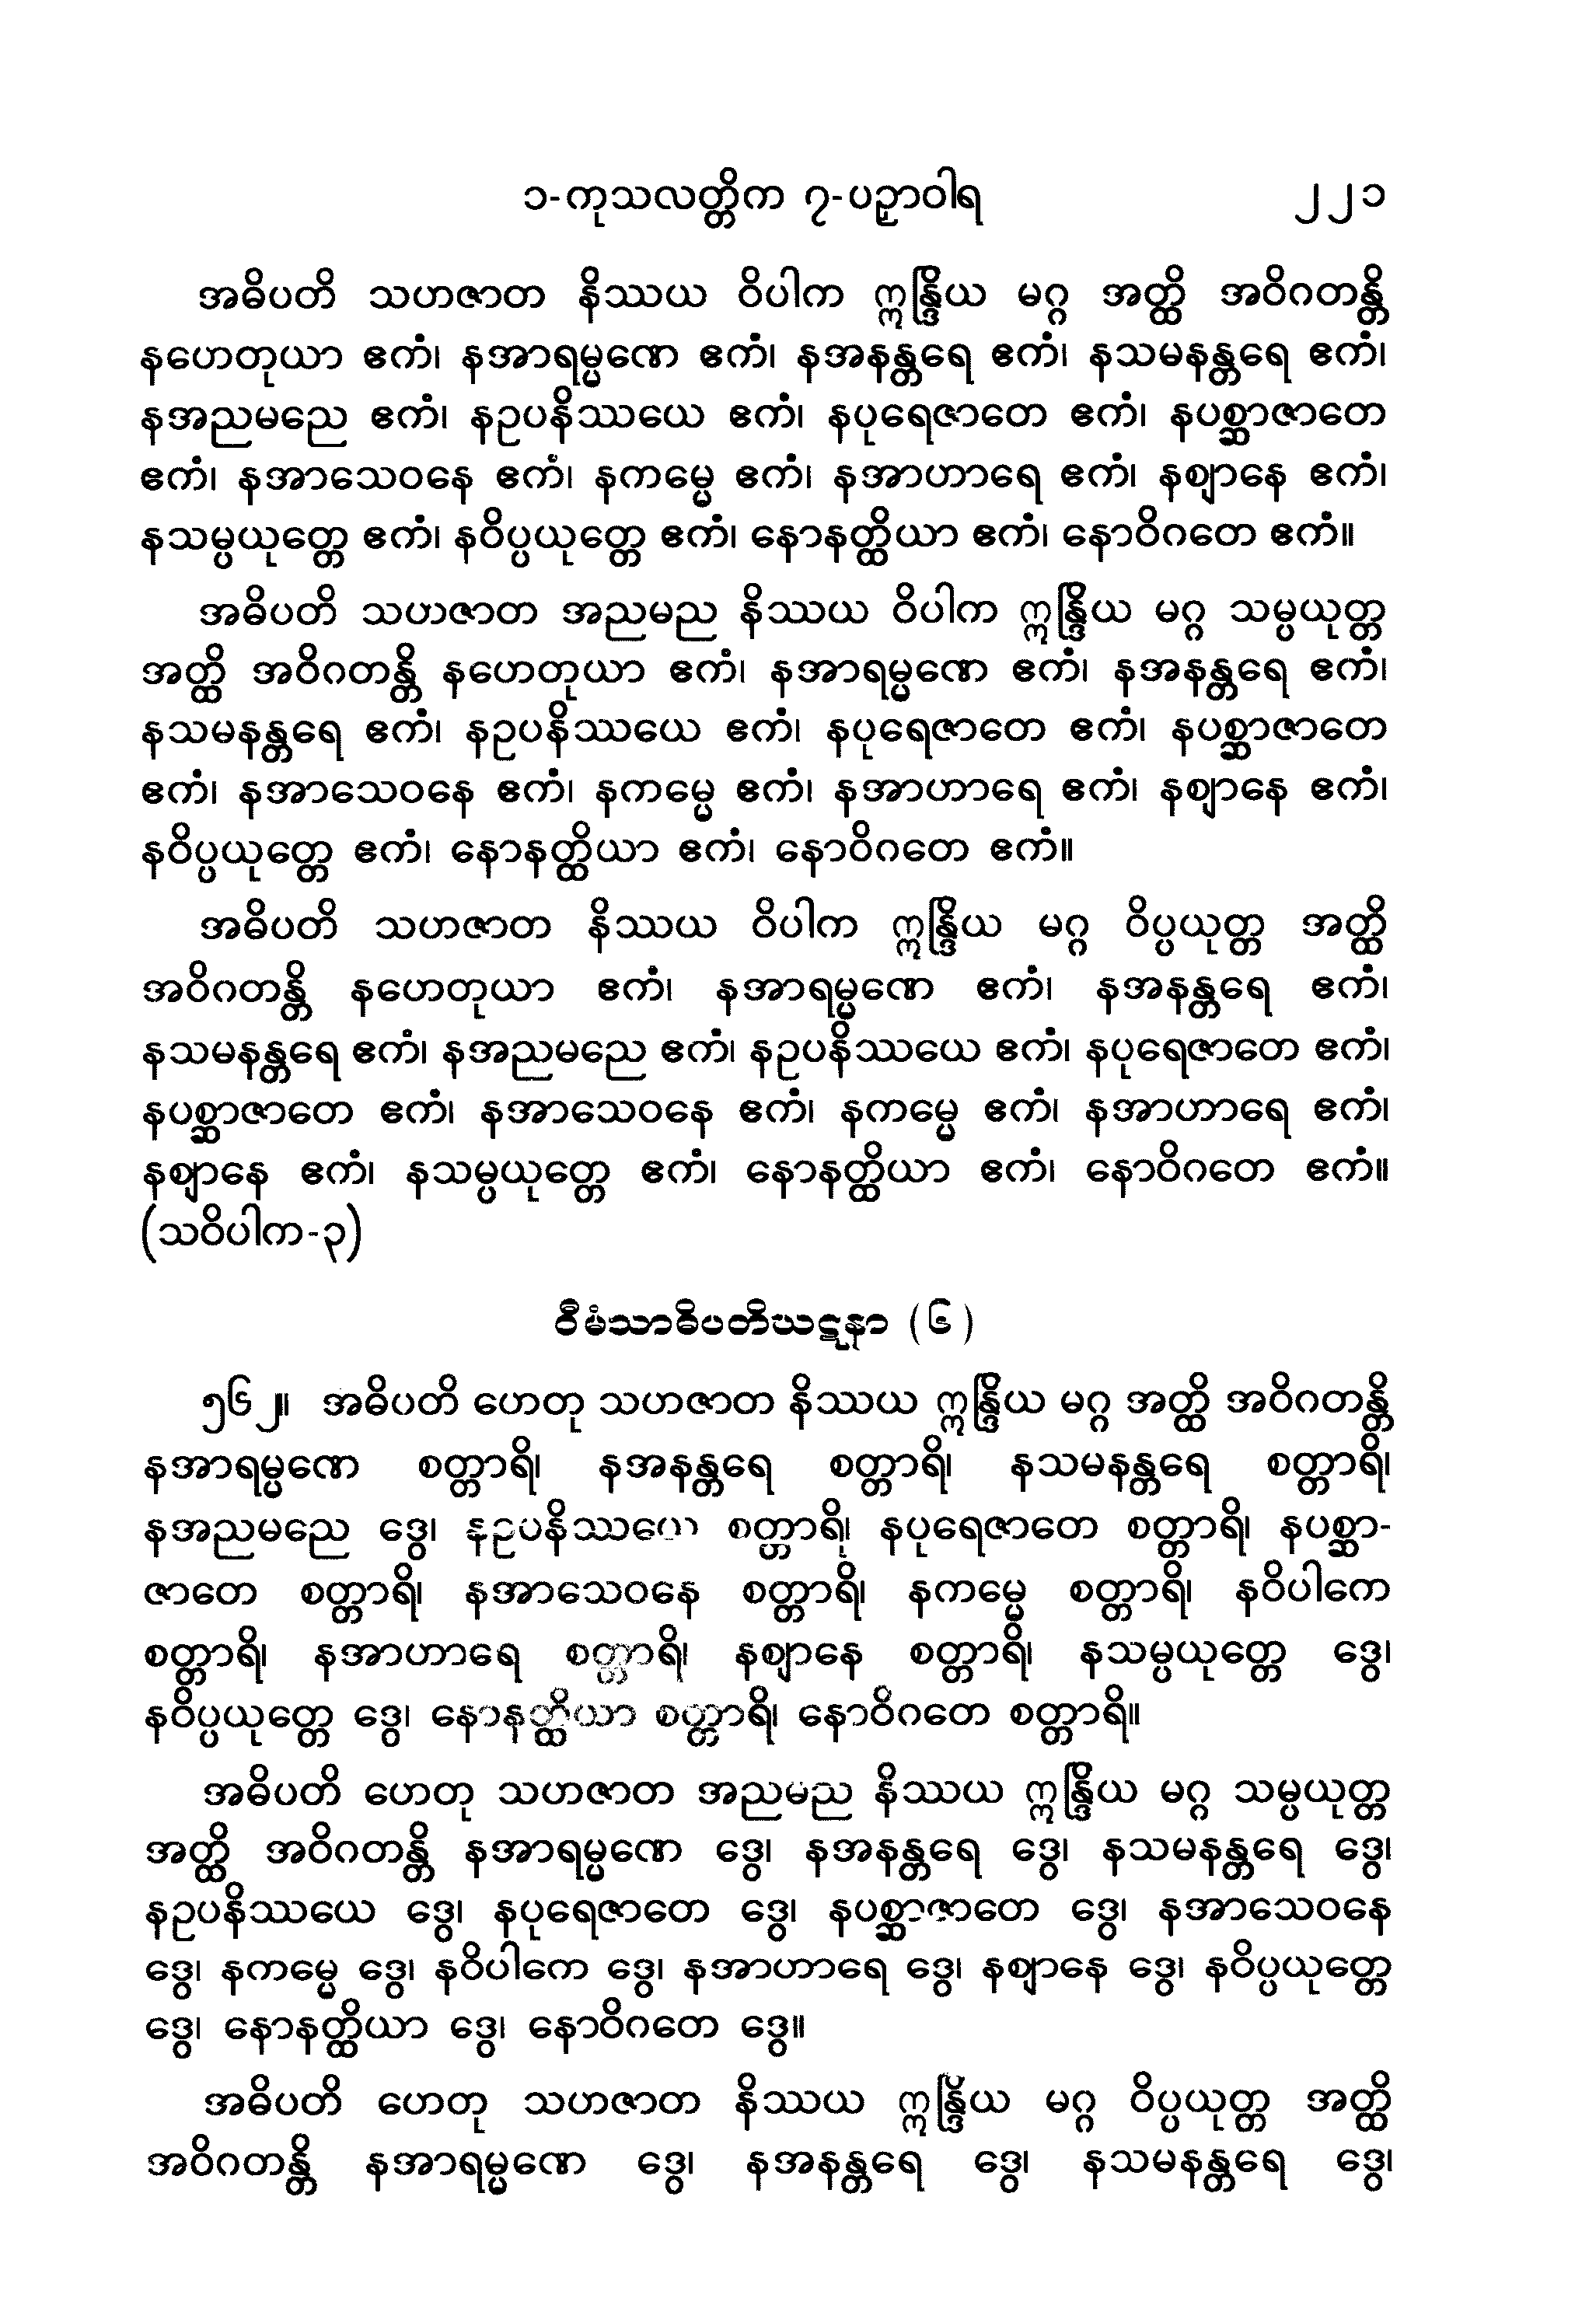 ၁-ကုသလတ္တိက ၇-ပဉှာဝါရ ၂၂၁
အဓိပတိ သဟဇာတ နိဿယ ဝိပါက ဣန္ဒြိယ မဂ္ဂ အတ္ထိ အဝိဂတန္တိ
နဟေတုယာ ဧကံ၊ နအာရမ္မဏေ ဧကံ၊ နအနန္တရေ ဧကံ၊ နသမနန္တရေ ဧကံ၊
နအညမညေ ဧကံ၊ နဥပနိဿယေ ဧကံ၊ နပုရေဇာတေ ဧကံ၊ နပစ္ဆာဇာတေ
ဧကံ၊ နအာသေဝနေ ဧကံ၊ နကမ္မေ ဧကံ၊ နအာဟာရေ ဧကံ၊ နဈာနေ ဧကံ၊
နသမ္ပယုတ္တေ ဧကံ၊ နဝိပ္ပယုတ္တေ ဧကံ၊ နောနတ္ထိယာ ဧကံ၊ နောဝိဂတေ ဧကံ။
အဓိပတိ သဟဇာတ အညမည နိဿယ ဝိပါက ဣန္ဒြိယ မဂ္ဂ သမ္ပယုတ္တ
အတ္ထိ အဝိဂတန္တိ နဟေတုယာ ဧကံ၊ နအာရမ္မဏေ ဧကံ၊ နအနန္တရေ ဧကံ၊
နသမနန္တရေ ဧကံ၊ နဥပနိဿယေ ဧကံ၊ နပုရေဇာတေ ဧကံ၊ နပစ္ဆာဇာတေ
ဧကံ၊ နအာသေဝနေ ဧကံ၊ နကမ္မေ ဧကံ၊ နအာဟာရေ ဧကံ၊ နဈာနေ ဧကံ၊
နဝိပ္ပယုတ္တေ ဧကံ၊ နောနတ္ထိယာ ဧကံ၊ နောဝိဂတေ ဧကံ။
အဓိပတိ သဟဇာတ နိဿယ ဝိပါက ဣန္ဒြိယ မဂ္ဂ ဝိပ္ပယုတ္တ အတ္ထိ
အဝိဂတန္တိ နဟေတုယာ ဧကံ၊ နအာရမ္မဏေ ဧကံ၊ နအနန္တရေ ဧကံ၊
နသမနန္တရေ ဧကံ၊ နအညမညေ ဧကံ၊ နဥပနိဿယေ ဧကံ၊ နပုရေဇာတေ ဧကံ၊
နပစ္ဆာဇာတေ ဧကံ၊ နအာသေဝနေ ဧကံ၊ နကမ္မေ ဧကံ၊ နအာဟာရေ ဧကံ၊
နဈာနေ ဧကံ၊ နသမ္ပယုတ္တေ ဧကံ၊ နောနတ္ထိယာ ဧကံ၊ နောဝိဂတေ ဧကံ။
(သဝိပါက-၃)
ဝီမံသာဓိပတိဃဋနာ (၆)
၅၆၂။ အဓိပတိ ဟေတု သဟဇာတ နိဿယ ဣန္ဒြိယ မဂ္ဂ အတ္ထိ အဝိဂတန္တိ
နအာရမ္မဏေ စတ္တာရိ၊ နအနန္တရေ စတ္တာရိ၊ နသမနန္တရေ စတ္တာရိ၊
နအညမညေ ဒွေ၊ နဥပနိဿယေ စတ္တာရိ၊ နပုရေဇာတေ စတ္တာရိ၊ နပစ္ဆာ-
ဇာတေ စတ္တာရိ၊ နအာသေဝနေ စတ္တာရိ၊ နကမ္မေ စတ္တာရိ၊ နဝိပါကေ
စတ္တာရိ၊ နအာဟာရေ စတ္တာရိ၊ နဈာနေ စတ္တာရိ၊ နသမ္ပယုတ္တေ ဒွေ၊
နဝိပ္ပယုတ္တေ ဒွေ၊ နောနတ္ထိယာ စတ္တာရိ၊ နောဝိဂတေ စတ္တာရိ။
အဓိပတိ ဟေတု သဟဇာတ အညမည နိဿယ ဣန္ဒြိယ မဂ္ဂ သမ္ပယုတ္တ
အတ္ထိ အဝိဂတန္တိ နအာရမ္မဏေ ဒွေ၊ နအနန္တရေ ဒွေ၊ နသမနန္တရေ ဒွေ၊
နဥပနိဿယေ ဒွေ၊ နပုရေဇာတေ ဒွေ၊ နပစ္ဆာဇာတေ ဒွေ၊ နအာသေဝနေ
ဒွေ၊ နကမ္မေ ဒွေ၊ နဝိပါကေ ဒွေ၊ နအာဟာရေ ဒွေ၊ နဈာနေ ဒွေ၊ နဝိပ္ပယုတ္တေ
ဒွေ၊ နောနတ္ထိယာ ဒွေ၊ နောဝိဂတေ ဒွေ။
အဓိပတိ ဟေတု သဟဇာတ နိဿယ ဣန္ဒြိယ မဂ္ဂ ဝိပ္ပယုတ္တ အတ္ထိ
အဝိဂတန္တိ နအာရမ္မဏေ ဒွေ၊ နအနန္တရေ ဒွေ၊ နသမနန္တရေ ဒွေ၊